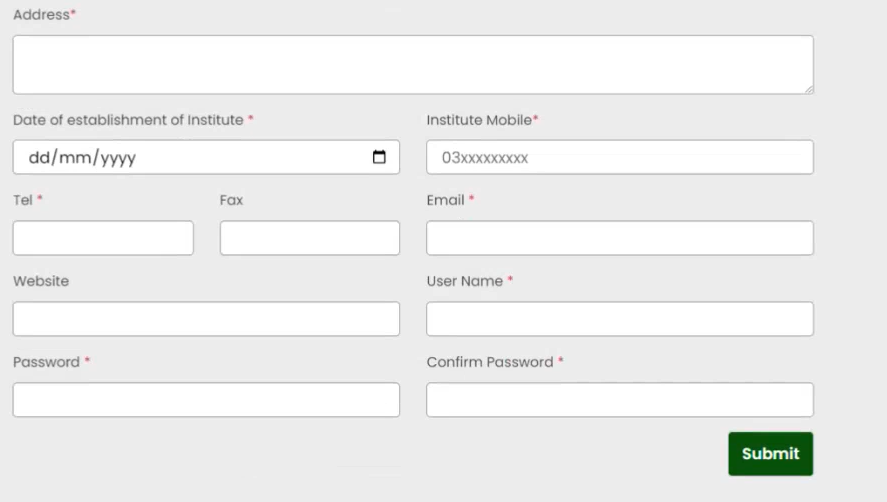 Address*
Date of establishment of Institute * Institute Mobile*
dd/mm/yyyy 03xxxxxxxxx
Tel * Fax Email *
Website User Name *
Password * Confirm Password *
Submit